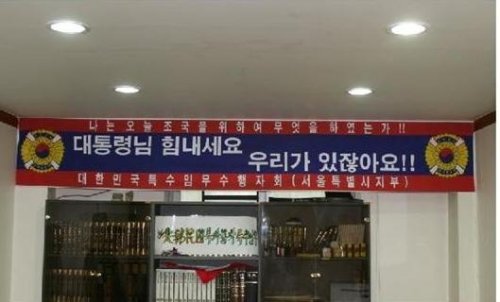 나는 오늘 조국을 위하여 무엇을 하였는가!!
대통령님 힘내세요
우리가 있잖아요!!
대한민국특수임무수행자회(서울특별시지부)